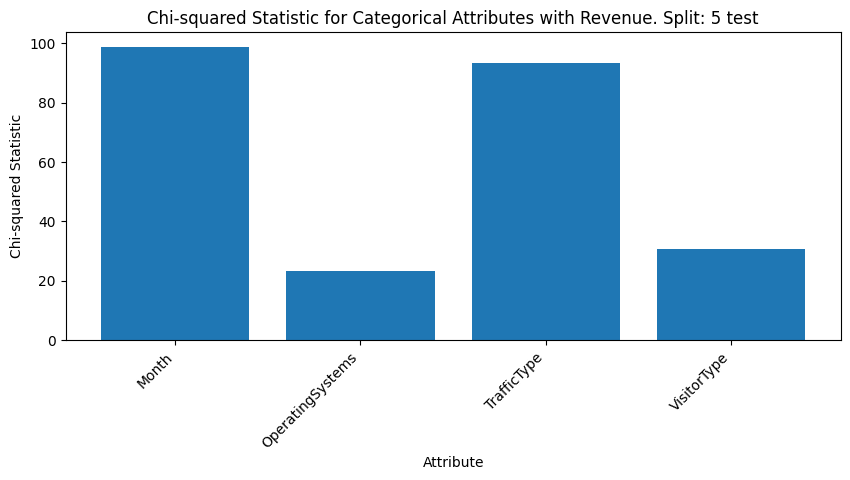 Chi-squared Statistic for Categorical Attributes with Revenue. Split: 5 test
Chi-squared Statistic
100
80
60
40
20
0
Month
OperatingSystems
TrafficType
VisitorType
Attribute